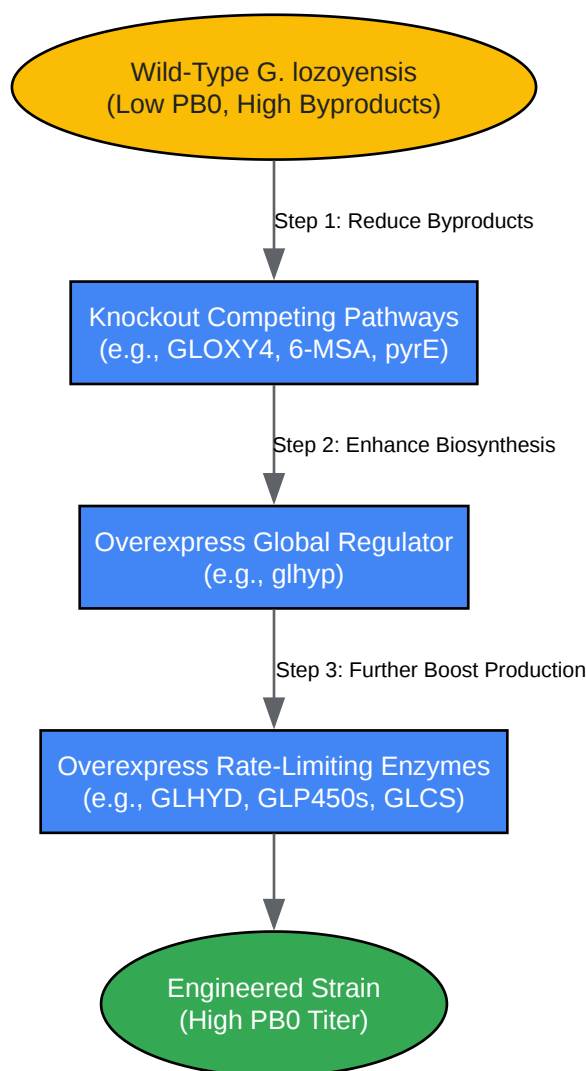 Wild-Type G. lozoyensis
(Low PB0, High Byproducts)
Step 1: Reduce Byproducts
Knockout Competing Pathways
(e.g., GLOXY4, 6-MSA, pyrE)
Step 2: Enhance Biosynthesis
Overexpress Global Regulator
(e.g., glhyp)
Step 3: Further Boost Production
Overexpress Rate-Limiting Enzymes
(e.g., GLHYD, GLP450s, GLCS)
Engineered Strain
(High PB0 Titer)